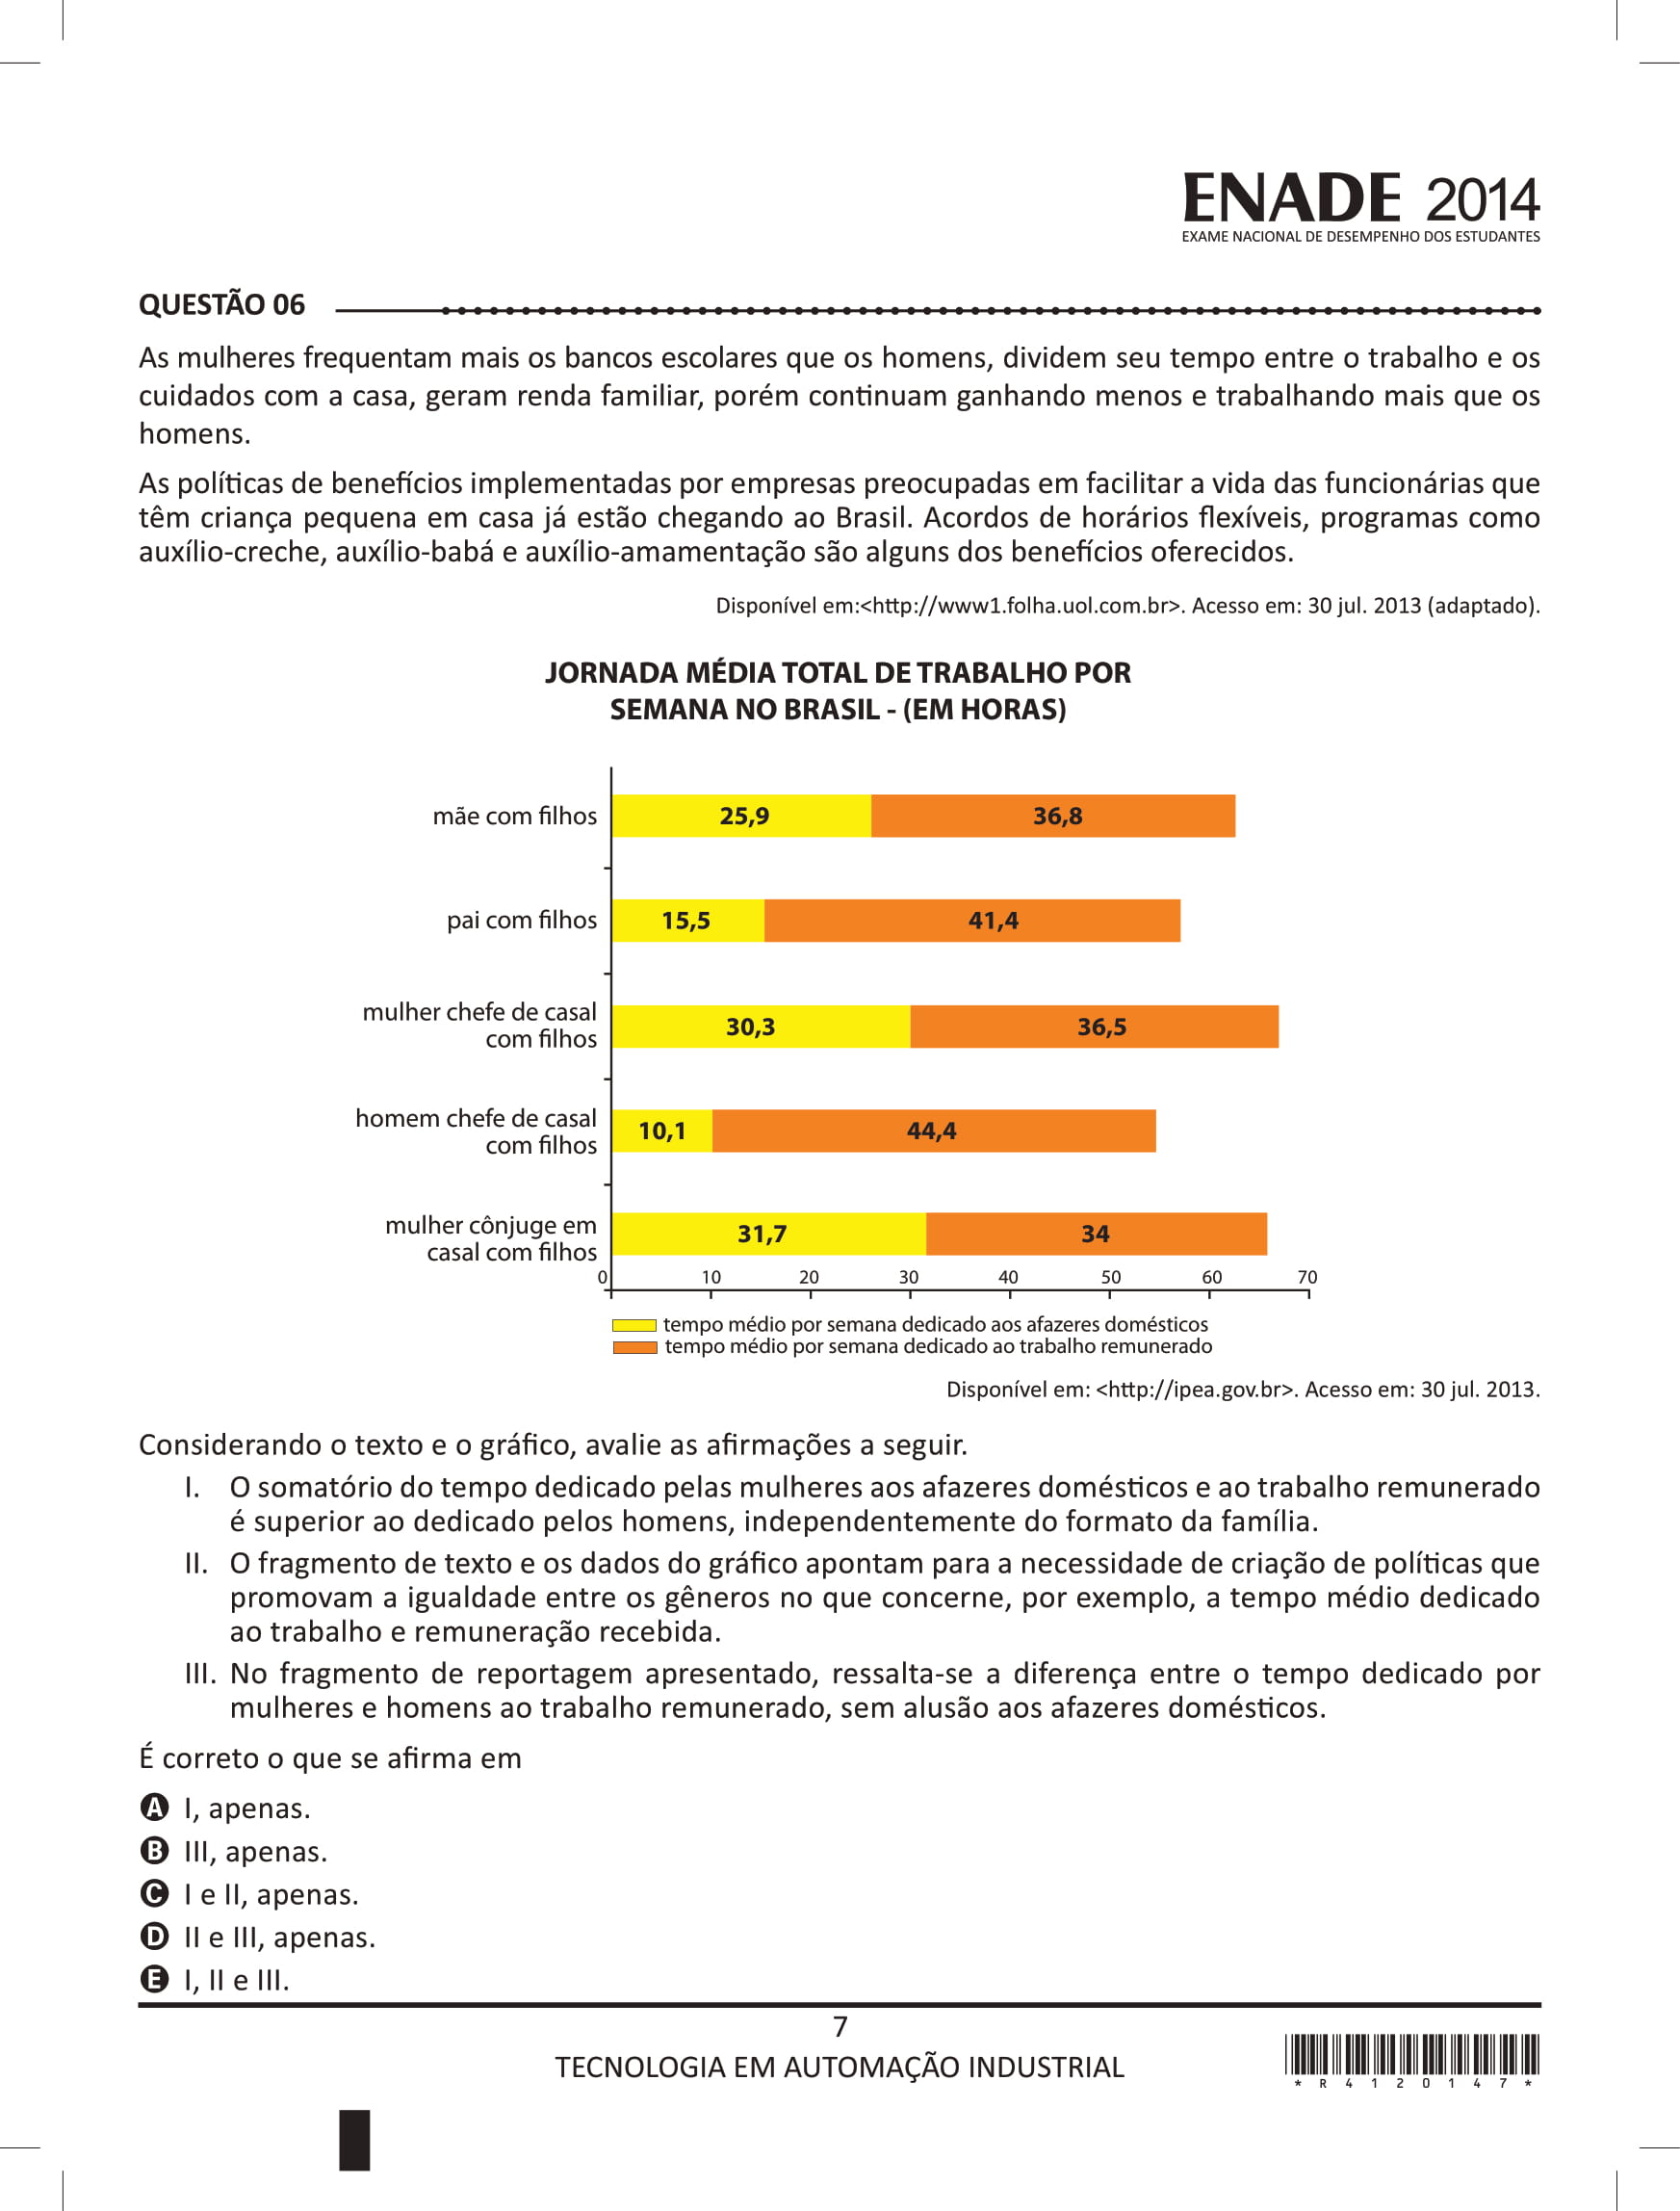 ENADE 2014
EXAME NACIONAL DE DESEMPENHO DOS ESTUDANTES
QUESTÃO 06
As mulheres frequentam mais os bancos escolares que os homens, dividem seu tempo entre o trabalho e os
cuidados com a casa, geram renda familiar, porém continuam ganhando menos e trabalhando mais que os
homens.
As políticas de benefícios implementadas por empresas preocupadas em facilitar a vida das funcionárias que
têm criança pequena em casa já estão chegando ao Brasil. Acordos de horários flexíveis, programas como
auxílio-creche, auxílio-babá e auxílio-amamentação são alguns dos benefícios oferecidos.
Disponível em:<http://www1.folha.uol.com.br>. Acesso em: 30 jul. 2013 (adaptado).
JORNADA MÉDIA TOTAL DE TRABALHO POR
SEMANA NO BRASIL - (EM HORAS)
mãe com filhos 25,9 36,8
pai com filhos 15,5 41,4
mulher chefe de casal
com filhos 30,3 36,5
homem chefe de casal
com filhos 10,1 44,4
mulher cônjuge em
casal com filhos 31,7 34
0 10 20 30 40 50 60 70
tempo médio por semana dedicado aos afazeres domésticos
tempo médio por semana dedicado ao trabalho remunerado
Disponível em: <http://ipea.gov.br>. Acesso em: 30 jul. 2013.
Considerando o texto e o gráfico, avalie as afirmações a seguir.
I. O somatório do tempo dedicado pelas mulheres aos afazeres domésticos e ao trabalho remunerado
é superior ao dedicado pelos homens, independentemente do formato da família.
II. O fragmento de texto e os dados do gráfico apontam para a necessidade de criação de políticas que
promovam a igualdade entre os gêneros no que concerne, por exemplo, a tempo médio dedicado
ao trabalho e remuneração recebida.
III. No fragmento de reportagem apresentado, ressalta-se a diferença entre o tempo dedicado por
mulheres e homens ao trabalho remunerado, sem alusão aos afazeres domésticos.
É correto o que se afirma em
A I, apenas.
B III, apenas.
C I e II, apenas.
D II e III, apenas.
E I, II e III.
7
TECNOLOGIA EM AUTOMAÇÃO INDUSTRIAL
* R 4 1 2 0 1 4 7 *